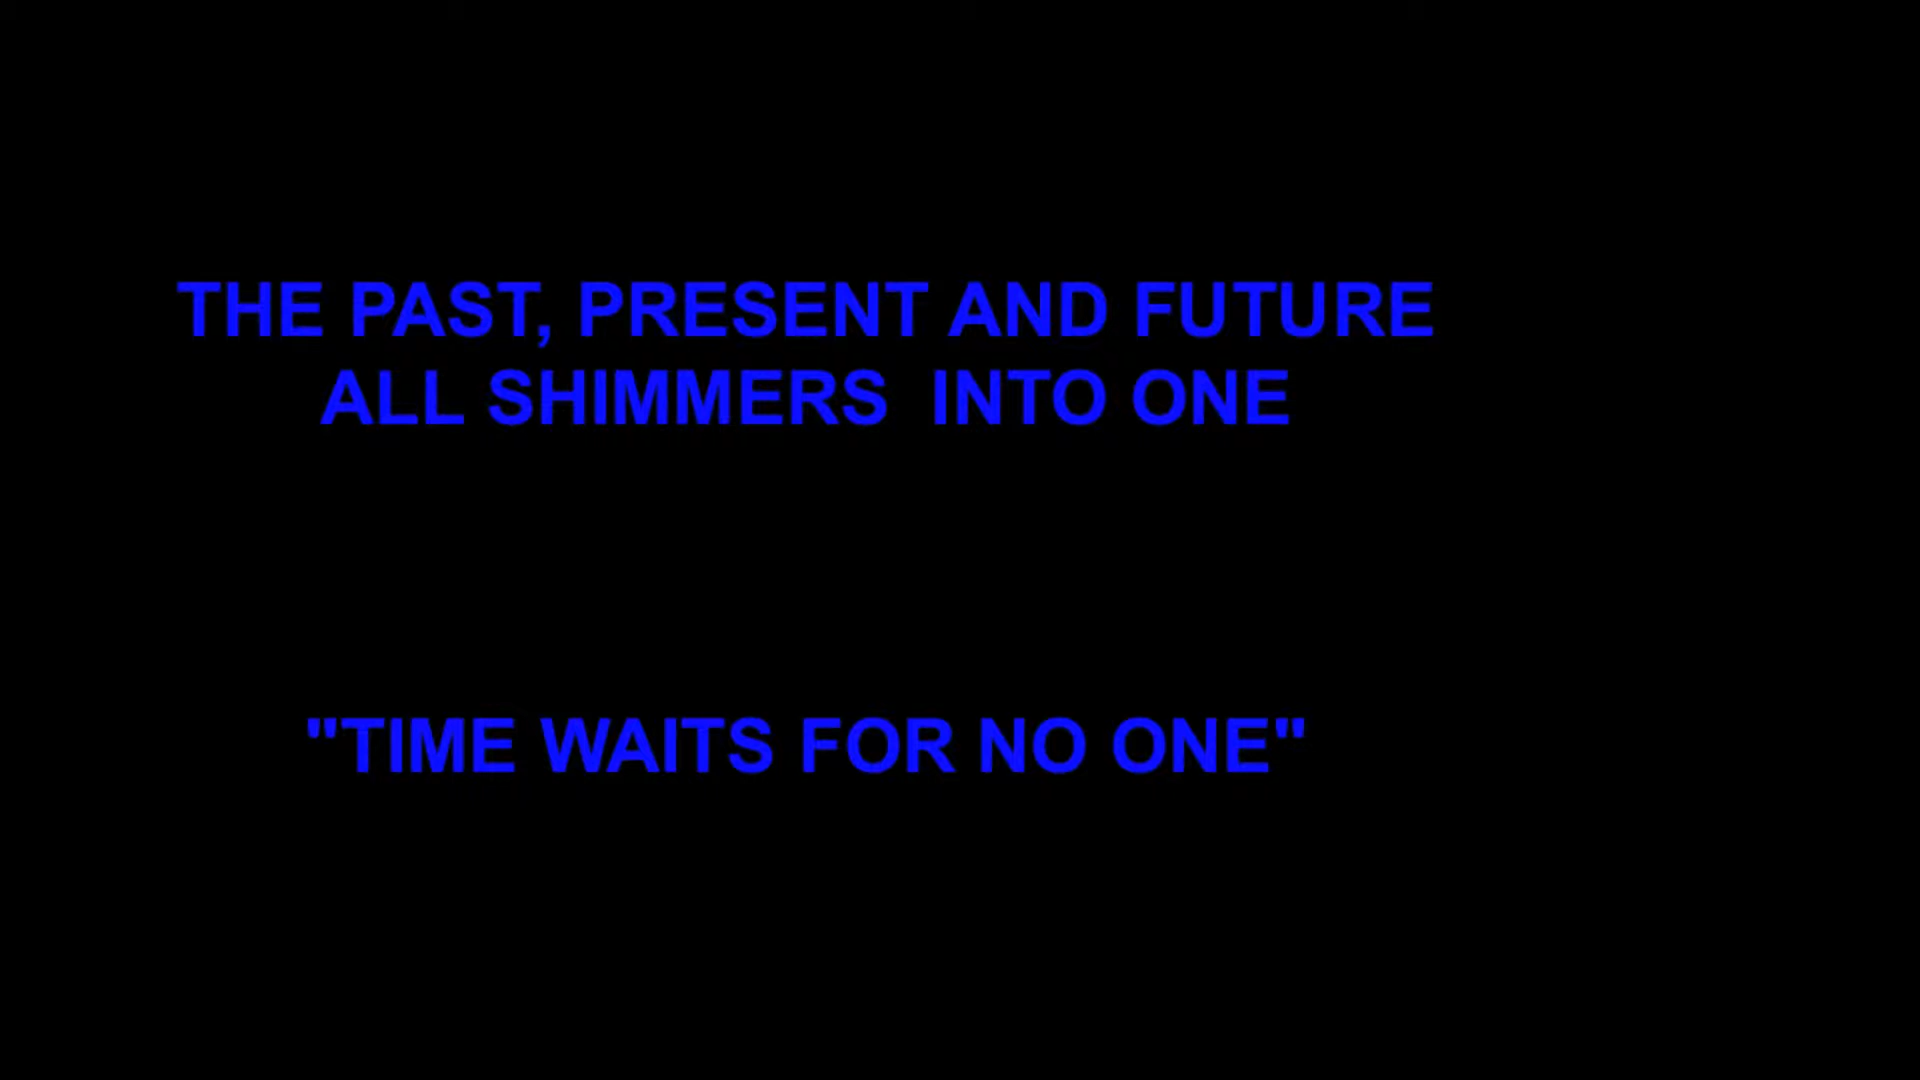 THE PAST, PRESENT AND FUTURE
ALL SHIMMERS  INTO ONE
"TIME WAITS FOR NO ONE"